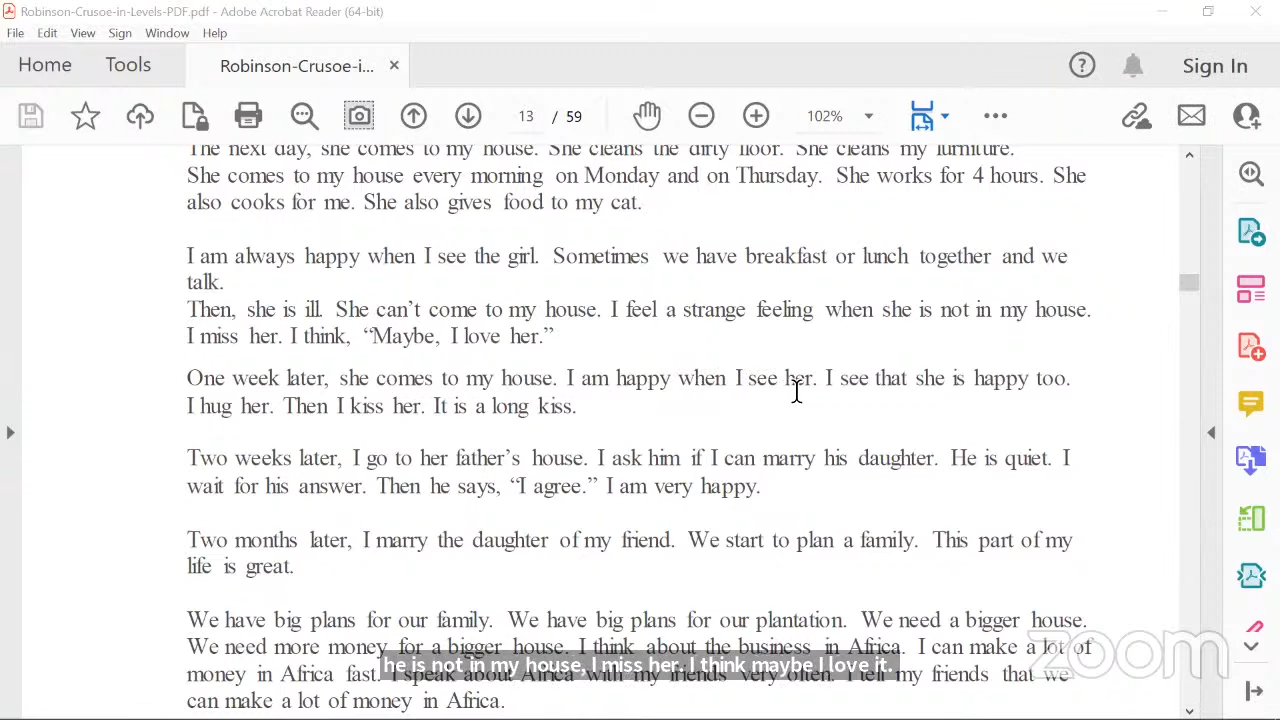 Robinson-Crusoe-in-Levels-PDF.pdf - Adobe Acrobat Reader (64-bit)
File Edit View Sign Window Help
Home Tools Robinson-Crusoe-i... × Sign In
13 / 59 102%
The next day, she comes to my house. She cleans the dirty floor. She cleans my furniture.
She comes to my house every morning on Monday and on Thursday. She works for 4 hours. She
also cooks for me. She also gives food to my cat.
I am always happy when I see the girl. Sometimes we have breakfast or lunch together and we
talk.
Then, she is ill. She can't come to my house. I feel a strange feeling when she is not in my house.
I miss her. I think, “Maybe, I love her.”
One week later, she comes to my house. I am happy when I see her. I see that she is happy too.
I hug her. Then I kiss her. It is a long kiss.
Two weeks later, I go to her father’s house. I ask him if I can marry his daughter. He is quiet. I
wait for his answer. Then he says, “I agree.” I am very happy.
Two months later, I marry the daughter of my friend. We start to plan a family. This part of my
life is great.
We have big plans for our family. We have big plans for our plantation. We need a bigger house.
We need more money for a bigger house. I think about the business in Africa. I can make a lot of
money in Africa fast. I speak about Africa with my friends very often. I tell my friends that we
can make a lot of money in Africa.
he is not in my house, I miss her. I think maybe I love it.
zoom